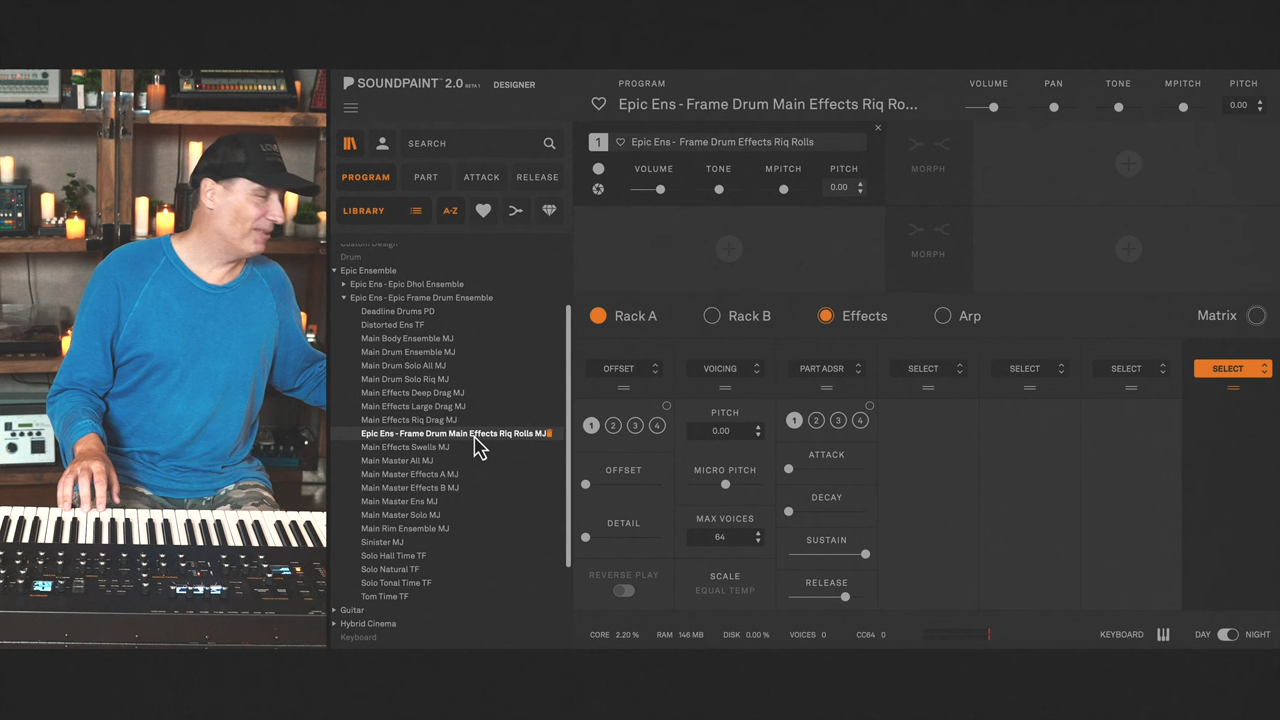 SOUNDPAINT™ 2.0 BETA 1 DESIGNER
PROGRAM
VOLUME PAN TONE MPITCH PITCH
Epic Ens - Frame Drum Main Effects Riq Ro...
0.00
SEARCH
1 Epic Ens - Frame Drum Effects Riq Rolls
MORPH
VOLUME TONE MPITCH PITCH
0.00
PROGRAM PART ATTACK RELEASE
LIBRARY A-Z
MORPH
Custom Design
Drum
Epic Ensemble
Epic Ens - Epic Dhol Ensemble
Epic Ens - Epic Frame Drum Ensemble
Deadline Drums PD
Distorted Ens TF
Main Body Ensemble MJ
Main Drum Ensemble MJ
Main Drum Solo All MJ
Main Drum Solo Riq MJ
Main Effects Deep Drag MJ
Main Effects Large Drag MJ
Main Effects Riq Drag MJ
Epic Ens - Frame Drum Main Effects Riq Rolls MJ
Main Effects Swells MJ
Main Master All MJ
Main Master Effects A MJ
Main Master Effects B MJ
Main Master Ens MJ
Main Master Solo MJ
Main Rim Ensemble MJ
Sinister MJ
Solo Hall Time TF
Solo Natural TF
Solo Tonal Time TF
Tom Time TF
Guitar
Hybrid Cinema
Keyboard
Rack A Rack B Effects Arp Matrix
OFFSET VOICING PART ADSR SELECT SELECT SELECT SELECT
1 2 3 4
OFFSET
DETAIL
REVERSE PLAY
PITCH
0.00
MICRO PITCH
MAX VOICES
64
SCALE
EQUAL TEMP
1 2 3 4
ATTACK
DECAY
SUSTAIN
RELEASE
CORE 2.20 % RAM 146 MB DISK 0.00 % VOICES 0 CC64 0 KEYBOARD DAY NIGHT